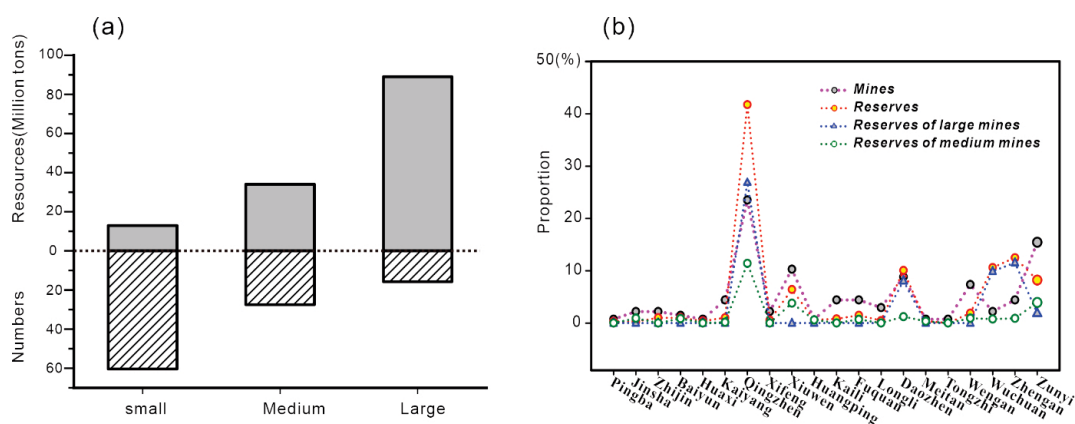 (a)
100
80
60
40
20
0
20
40
60
Resources(Million tons)
Numbers
small
Medium
Large
(b)
50(%)
40
30
20
10
0
Proportion
Mines
Reserves
Reserves of large mines
Reserves of medium mines
Pingba
Jinsha
Zhijin
Baiyun
Huaxi
Kaiyang
Qingzhen
Xifeng
Xiuwen
Huangping
Kaili
Fuquan
Longli
Daozhen
Meitan
Tongzhi
Wengan
Wuchuan
Zhengan
Zunyi